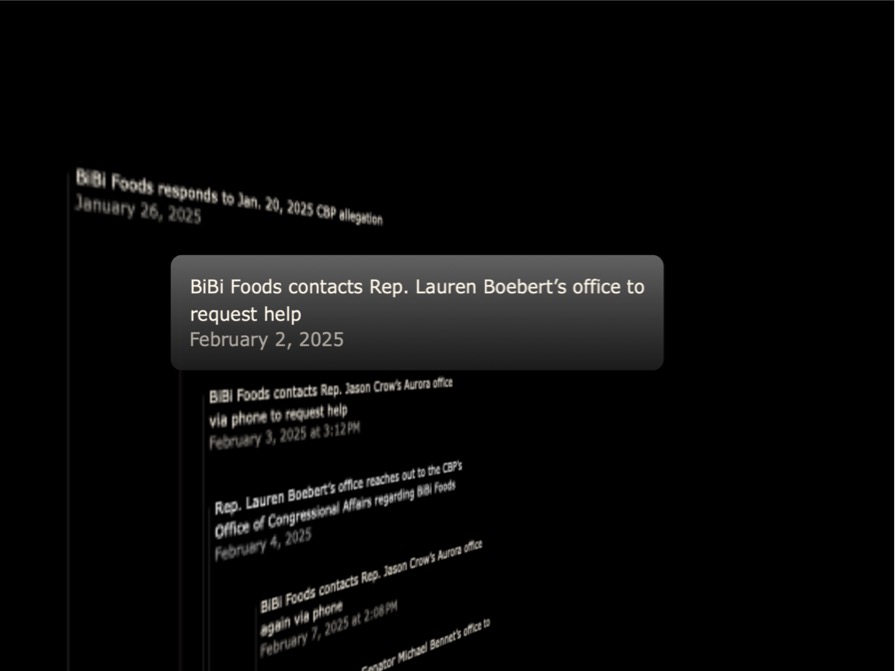 BiBi Foods responds to Jan. 20, 2025 CBP allegation
January 26, 2025
BiBi Foods contacts Rep. Lauren Boebert’s office to
request help
February 2, 2025
BiBi Foods contacts Rep. Jason Crow’s Aurora office
via phone to request help
February 3, 2025 at 3:12 PM
Rep. Lauren Boebert’s office reaches out to the CBP’s
Office of Congressional Affairs regarding BiBi Foods
February 4, 2025
BiBi Foods contacts Rep. Jason Crow’s Aurora office
again via phone
February 7, 2025 at 2:08 PM
Senator Michael Bennet’s office to